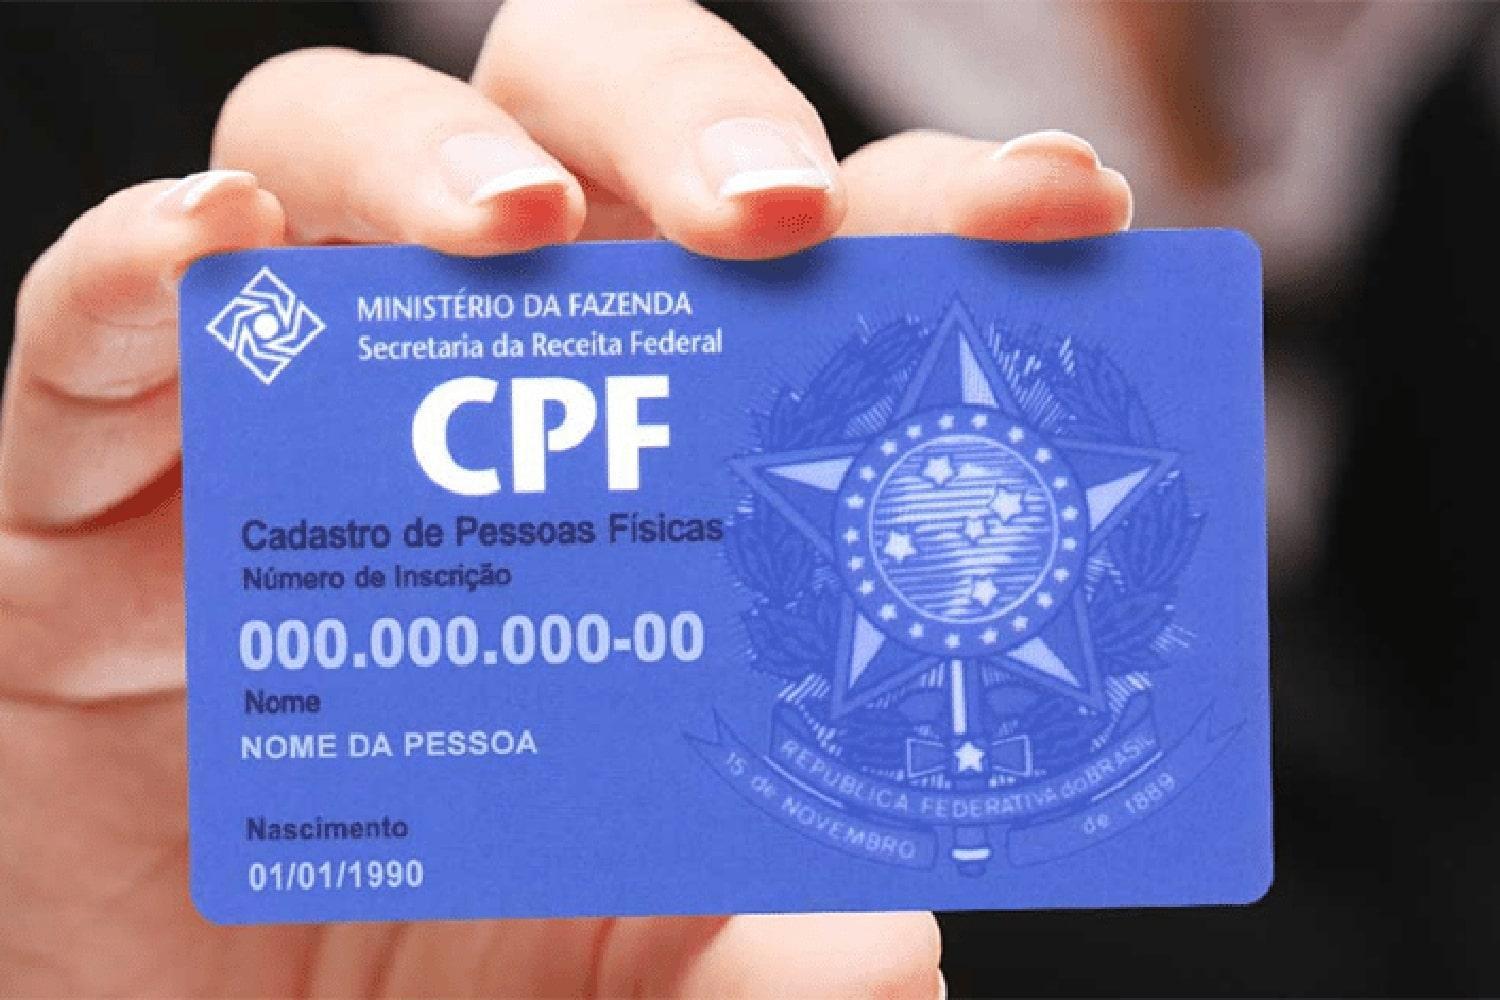 MINISTÉRIO DA FAZENDA
Secretaria da Receita Federal
CPF
Cadastro de Pessoas Físicas
Número de Inscrição
000.000.000-00
Nome
NOME DA PESSOA
Nascimento
01/01/1990
REPUBLICA FEDERATIVA do BRASIL
15 de NOVEMBRO de 1889